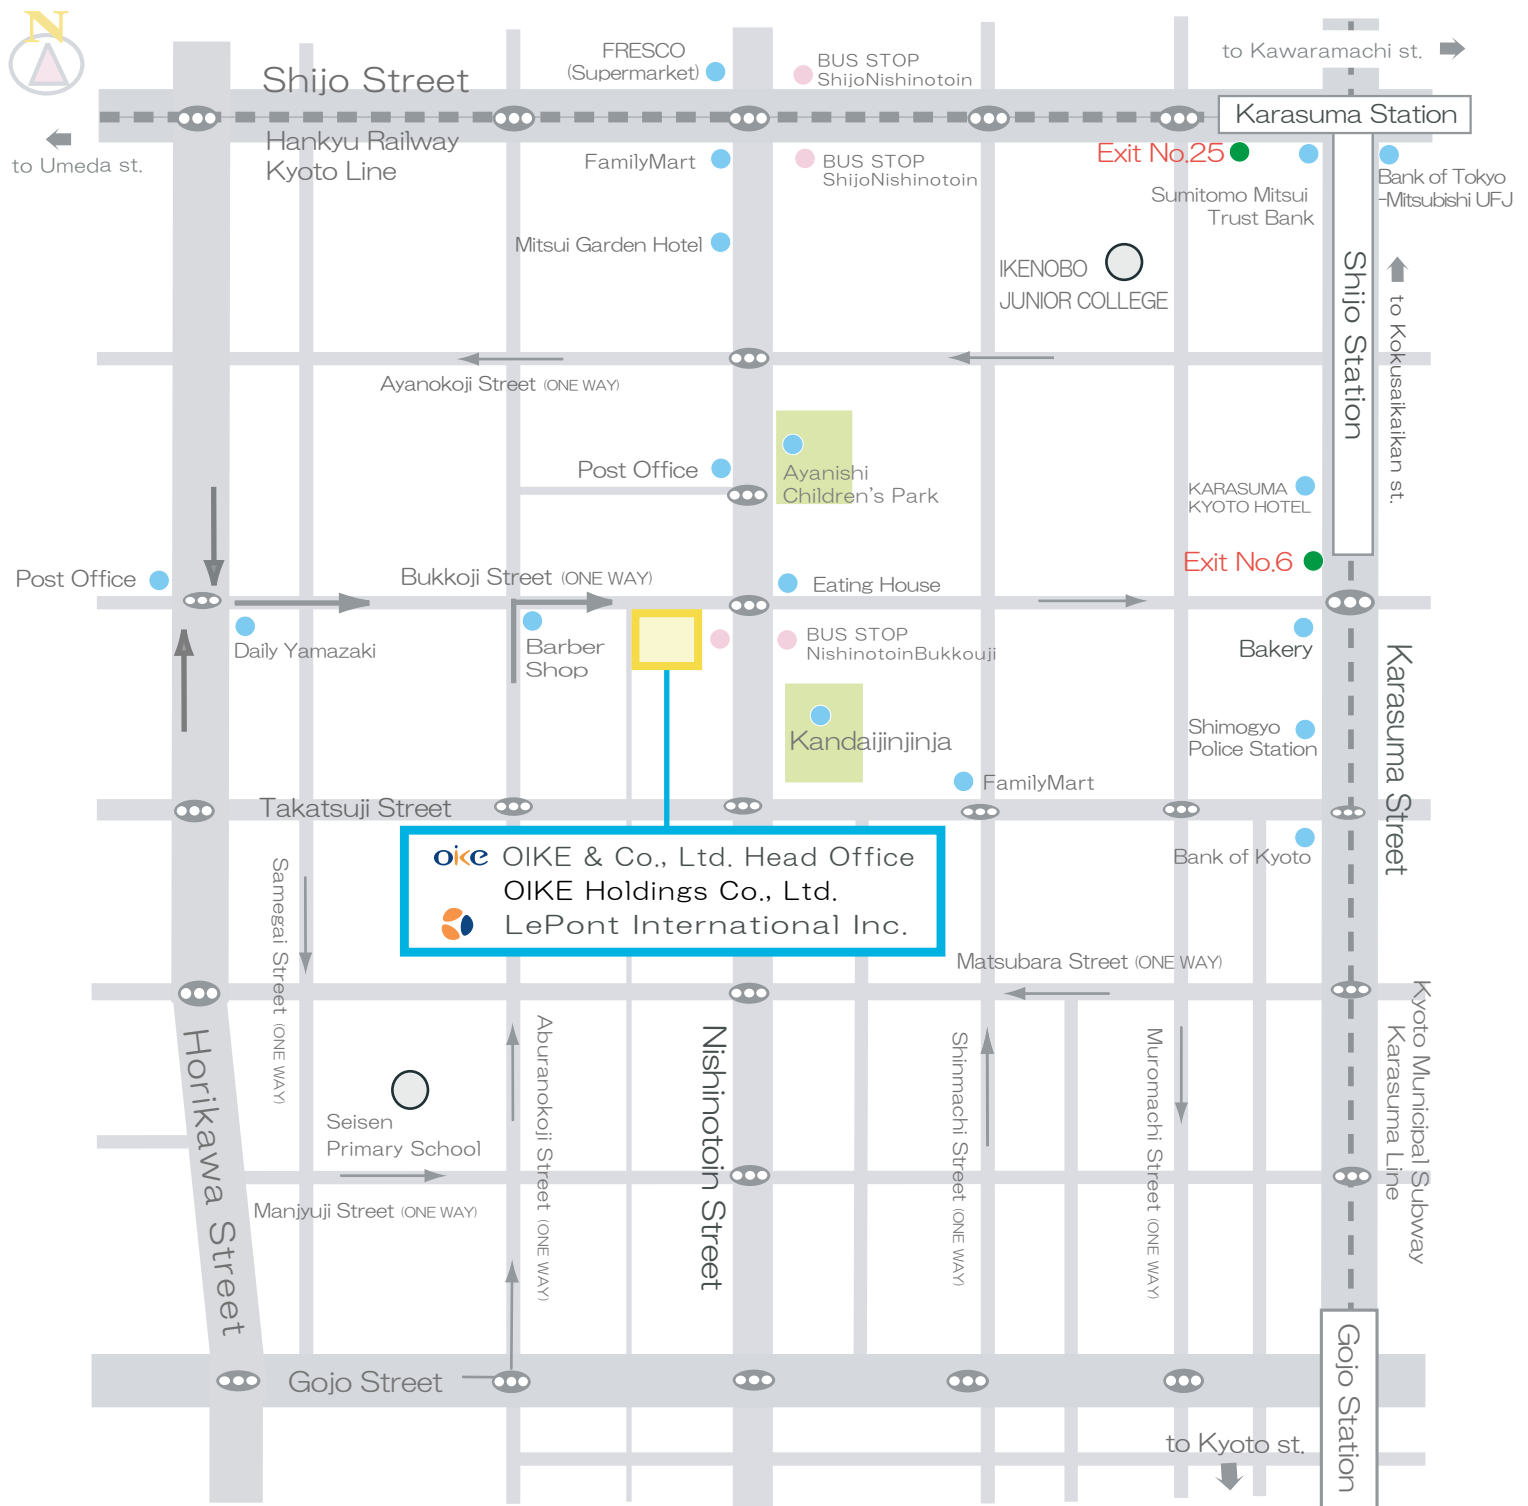 N
FRESCO
(Supermarket)
BUS STOP
ShijoNishinotoin
to Kawaramachi st.
Shijo Street
Karasuma Station
Hankyu Railway
Kyoto Line
to Umeda st.
FamilyMart
BUS STOP
ShijoNishinotoin
Exit No.25
Sumitomo Mitsui
Trust Bank
Bank of Tokyo
-Mitsubishi UFJ
Mitsui Garden Hotel
IKENOBO
JUNIOR COLLEGE
Shijo Station
to Kokusaikaikan st.
Ayanokoji Street (ONE WAY)
Post Office
Ayanishi
Children's Park
KARASUMA
KYOTO HOTEL
Exit No.6
Post Office
Bukkoji Street (ONE WAY)
Eating House
Daily Yamazaki
Barber
Shop
BUS STOP
NishinotoinBukkouji
Bakery
Karasuma Street
Kandaijinjinja
Shimogyo
Police Station
FamilyMart
Takatsuji Street
Bank of Kyoto
oike OIKE & Co., Ltd. Head Office
OIKE Holdings Co., Ltd.
LePont International Inc.
Samegai Street (ONE WAY)
Matsubara Street (ONE WAY)
Horikawa Street
Aburanokoji Street (ONE WAY)
Nishinotoin Street
Shinmachi Street (ONE WAY)
Muromachi Street (ONE WAY)
Kyoto Municipal Subway
Karasuma Line
Seisen
Primary School
Manjyuji Street (ONE WAY)
Gojo Street
Gojo Station
to Kyoto st.